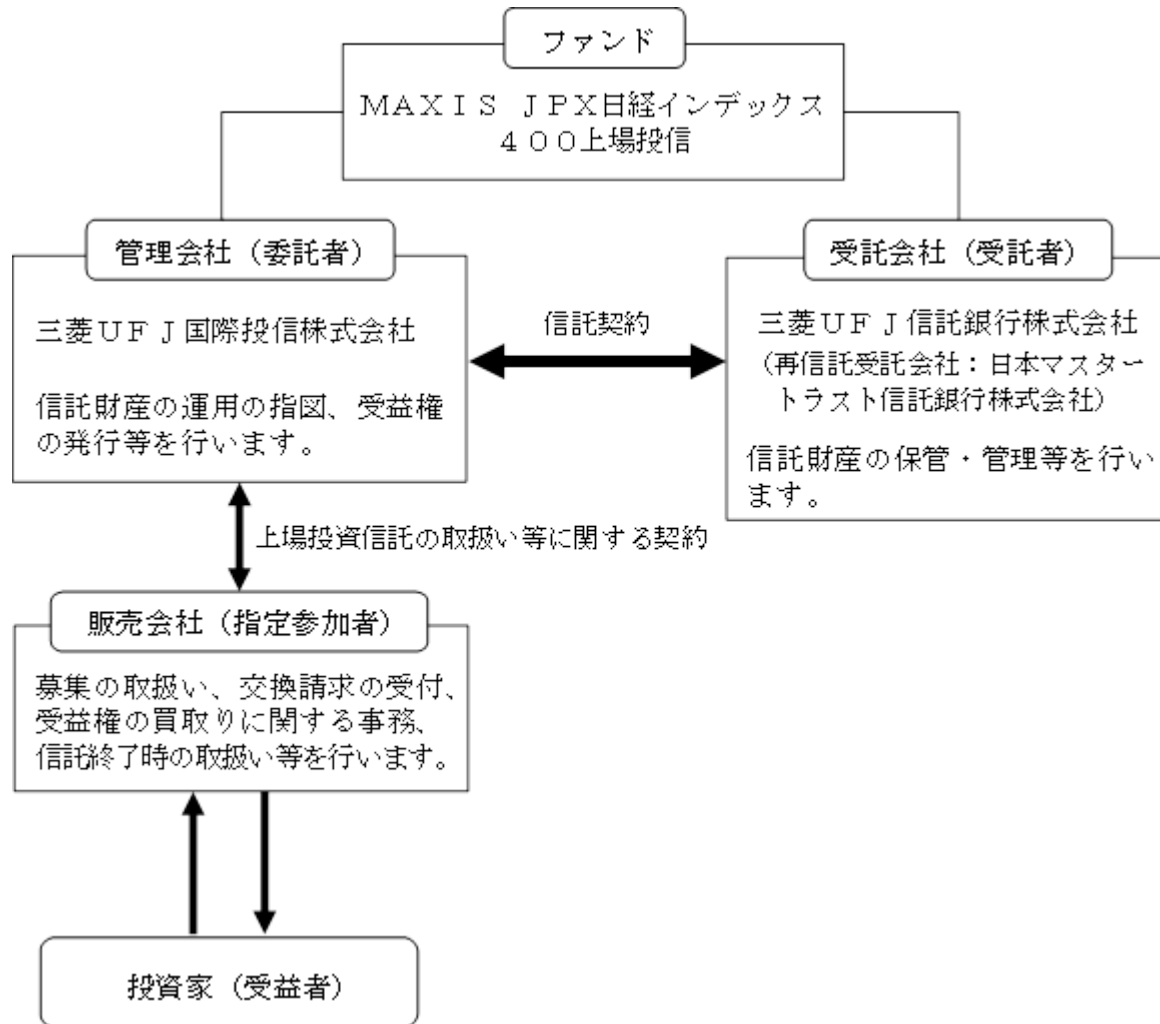 ファンド
MAXIS JPX日経インデックス
400上場投信
管理会社（委託者）
三菱UFJ国際投信株式会社
信託財産の運用の指図、受益権
の発行等を行います。
信託契約
受託会社（受託者）
三菱UFJ信託銀行株式会社
（再信託受託会社：日本マスター
トラスト信託銀行株式会社）
信託財産の保管・管理等を行い
ます。
上場投資信託の取扱い等に関する契約
販売会社（指定参加者）
募集の取扱い、交換請求の受付、
受益権の買取りに関する事務、
信託終了時の取扱い等を行います。
投資家（受益者）